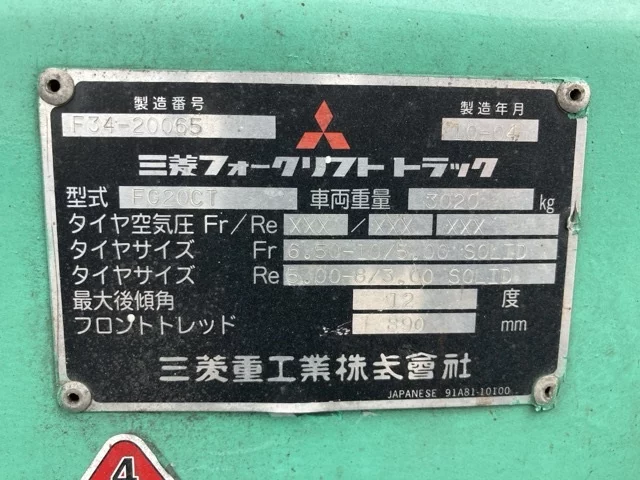 製造番号 製造年月
F34-20065
三菱フォークリフト トラック
型式 FG20CT 車両重量 3020 kg
タイヤ空気圧 Fr/Re XXX / XXX XXX
タイヤサイズ Fr SOLID
タイヤサイズ Re SOLID
最大後傾角 12 度
フロントトレッド 890 mm
三菱重工業株式會社
JAPANESE 91A81-10100
4